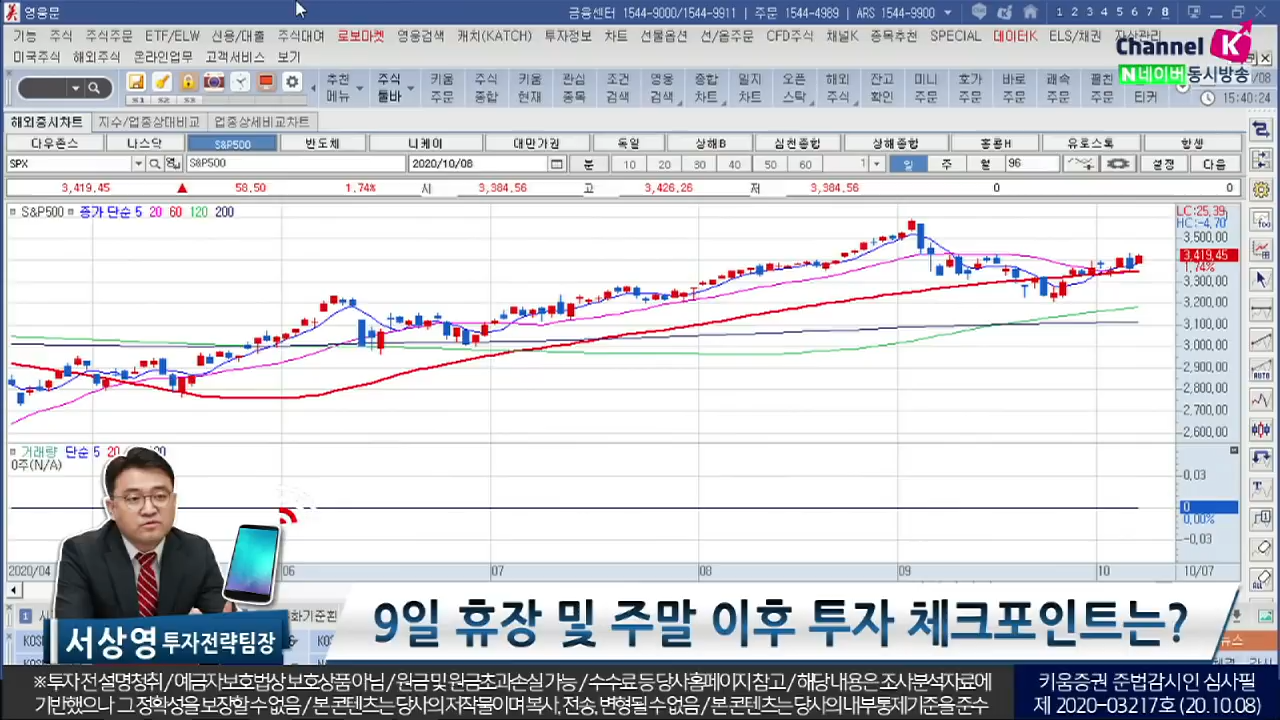 영웅문
금융센터 1544-9000/1544-9911 | 주문 1544-4989 | ARS 1544-9900
1 2 3 4 5 6 7 8
기능 주식 주식주문 ETF/ELW 신용/대출 주식대여 로보마켓 영웅검색 캐치(KATCH) 투자정보 차트 선물옵션 선/옵주문 CFD주식 채널K 종목추천 SPECIAL 데이터K ELS/채권 자산관리
미국주식 해외주식 온라인업무 고객서비스 보기
Channel K
N 네이버 동시방송
추천 주식 키움 주식 키움 관심 조건 영웅 종합 일지 오픈 해외 잔고 미니 호가 바로 쾌속
메뉴 툴바 주문 종합 현재 종목 검색 검색 차트 차트 스탁 주식 확인 주문 주문 주문 주문 주문 티커
S1 S2 S3
15:40:24
해외증시차트 지수/업종상대비교 업종상세비교차트
다우존스 나스닥 S&P500 반도체 니케이 대만가권 독일 상해B 심천종합 상해종합 홍콩H 유로스톡 항생
SPX S&P500 2020/10/08 분 10 20 30 40 50 60 1 일 주 월 96 설정 다음
3,419.45 ▲ 58.50 1.74% 시 3,384.56 고 3,426.26 저 3,384.56 0 0
S&P500 종가 단순 5 20 60 120 200
LC:25.39
HC:-4.70
3,500.00
3,419.45
1.74%
3,300.00
3,200.00
3,100.00
3,000.00
2,900.00
2,800.00
2,700.00
2,600.00
거래량 단순 5 20
0주(N/A)
0.03
0
0.00%
-0.03
2020/04 06 07 08 09 10 10/07
서상영 투자전략팀장
9일 휴장 및 주말 이후 투자 체크포인트는?
※ 투자 전 설명청취 / 예금자보호법상 보호상품 아님 / 원금 및 원금초과손실 가능 / 수수료 등 당사홈페이지 참고 / 해당 내용은 조사분석자료에
기반했으나 그 정확성을 보장할 수 없음 / 본 콘텐츠는 당사의 저작물이며 복사, 전송, 변형될 수 없음 / 본 콘텐츠는 당사의 내부통제기준을 준수
키움증권 준법감시인 심사필
제 2020-03217호 (20.10.08)